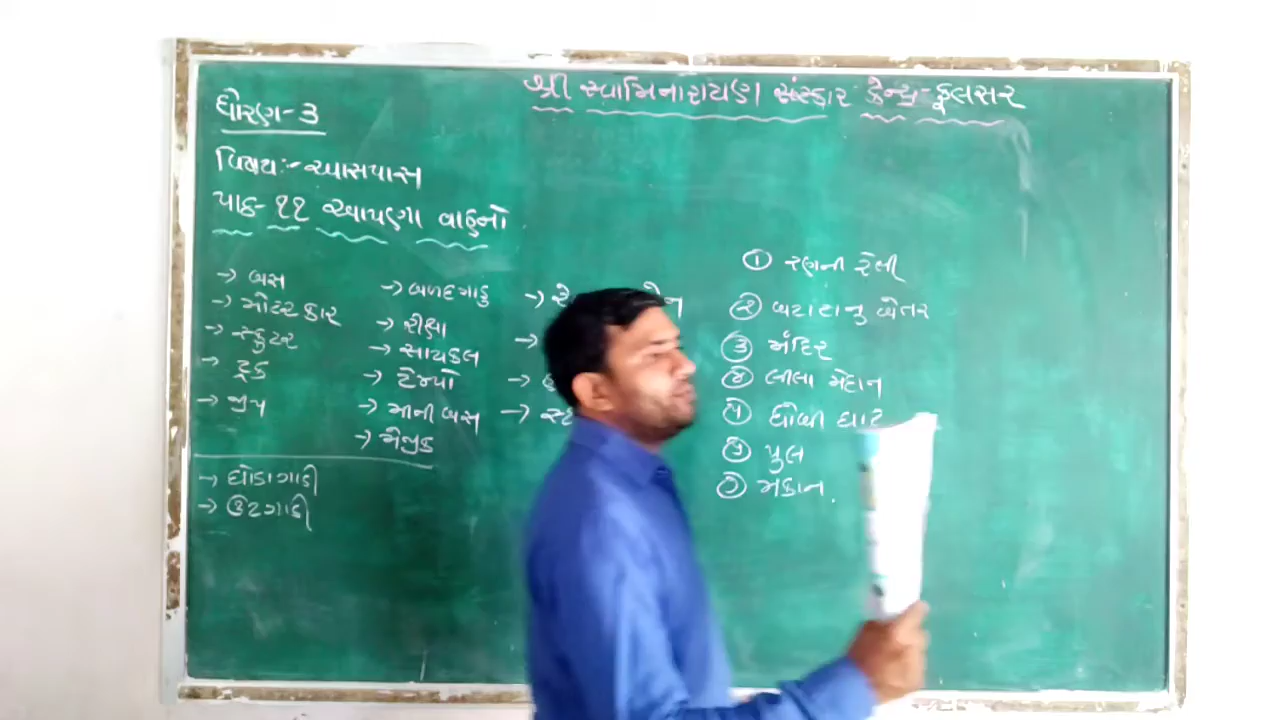 શ્રી સ્વામિનારાયણ સંસ્કાર કેન્દ્ર-ફુલસર
ધોરણ-૩
વિષયઃ- આસપાસ
પાઠ-૧૧ આપણા વાહનો
→ બસ
→ મોટરકાર
→ સ્કુટર
→ ટ્રક
→ જીપ
→ ઘોડાગાડી
→ ઉંટગાડી
→ બળદગાડુ
→ રીક્ષા
→ સાયકલ
→ ટેમ્પો
→ મીની બસ
→ મેજીક
→
→
→
→
① રણની રેતી
② બટાટાનુ ખેતર
③ મંદિર
④ લીલા મેદાન
⑤ ધોબી ઘાટ
⑥ પુલ
⑦ મકાન.